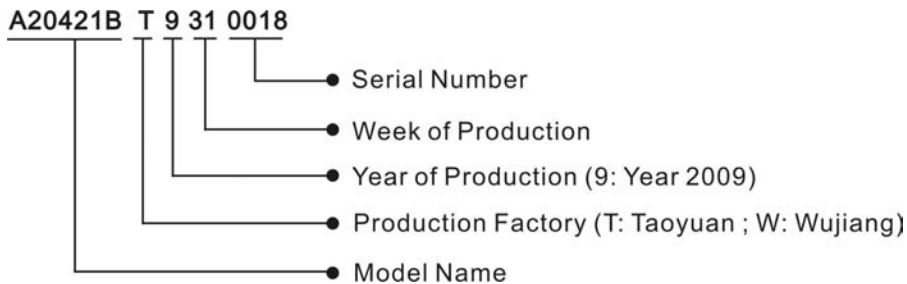 A20421B T 9 31 0018
Serial Number
Week of Production
Year of Production (9: Year 2009)
Production Factory (T: Taoyuan ; W: Wujiang)
Model Name